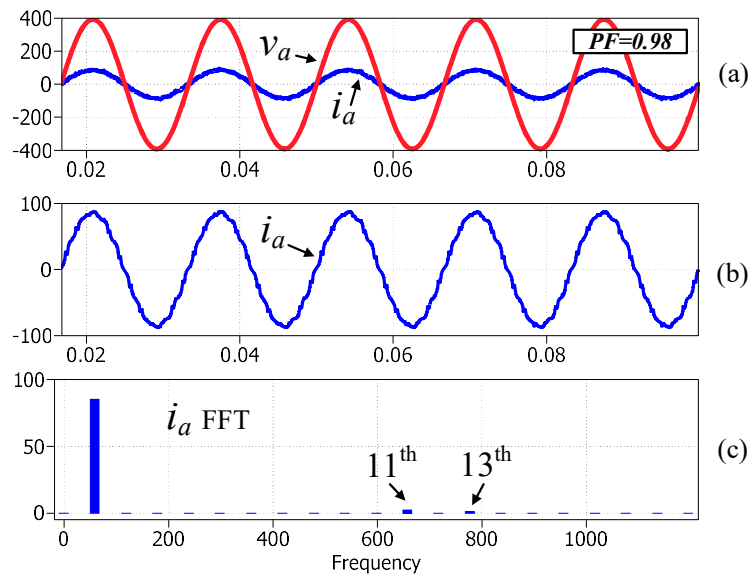 400
200
0
-200
-400
v_a
i_a
PF=0.98
(a)
0.02 0.04 0.06 0.08
100
0
-100
i_a
(b)
0.02 0.04 0.06 0.08
100
50
0
i_a FFT
11th 13th
(c)
0 200 400 600 800 1000
Frequency